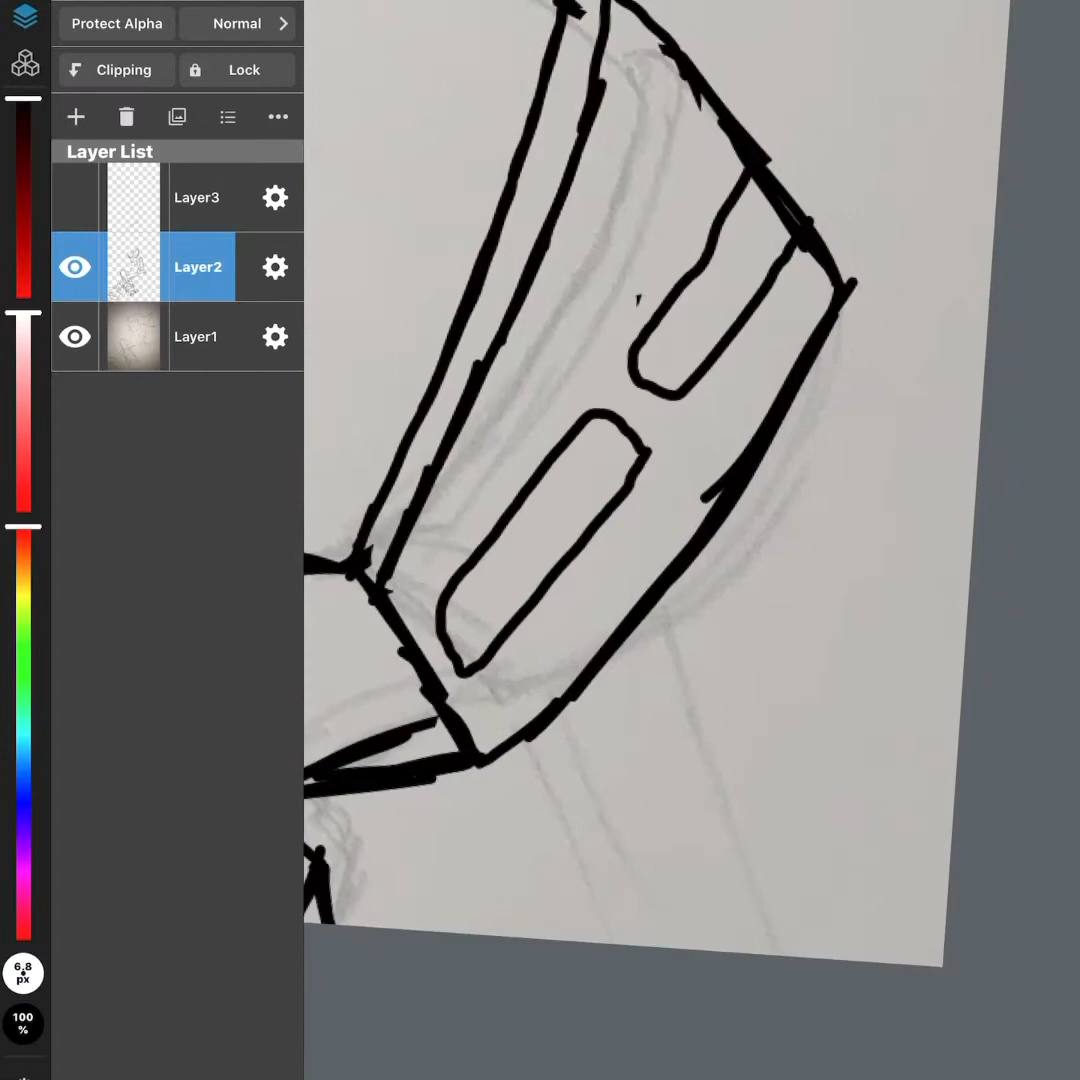 Protect Alpha
Normal
Clipping
Lock
Layer List
Layer3
Layer2
Layer1
6.8
px
100
%